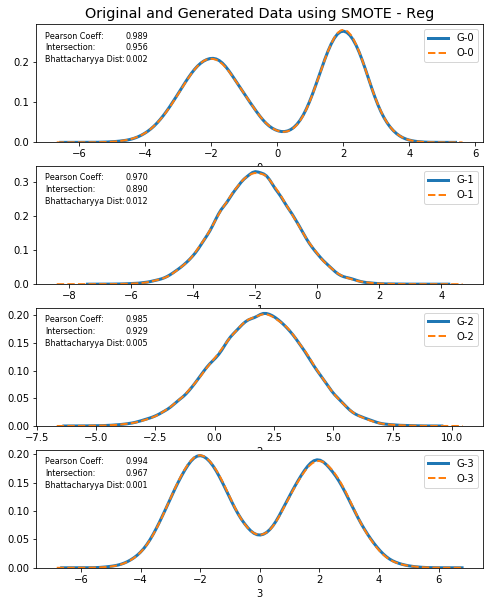 Original and Generated Data using SMOTE - Reg
Pearson Coeff: 0.989
Intersection: 0.956
Bhattacharyya Dist: 0.002
G-0
O-0
0.2
0.1
0.0
−6 −4 −2 0 2 4 6
Pearson Coeff: 0.970
Intersection: 0.890
Bhattacharyya Dist: 0.012
G-1
O-1
0.3
0.2
0.1
0.0
−8 −6 −4 −2 0 2 4
Pearson Coeff: 0.985
Intersection: 0.929
Bhattacharyya Dist: 0.005
G-2
O-2
0.20
0.15
0.10
0.05
0.00
−7.5 −5.0 −2.5 0.0 2.5 5.0 7.5 10.0
Pearson Coeff: 0.994
Intersection: 0.967
Bhattacharyya Dist: 0.001
G-3
O-3
0.20
0.15
0.10
0.05
0.00
−6 −4 −2 0 2 4 6
3